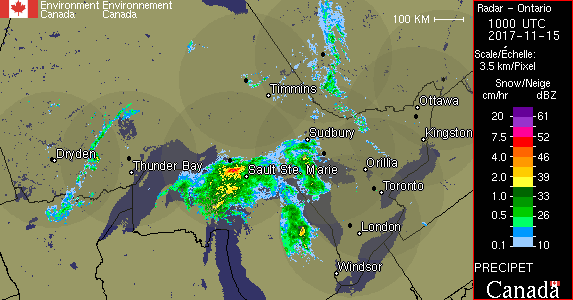 Environment Environnement
Canada Canada
100 KM
Timmins
Ottawa
Sudbury
Kingston
Dryden
Thunder Bay
Sault Ste. Marie
Orillia
Toronto
London
Windsor
Radar - Ontario
1000 UTC
2017-11-15
Scale/Échelle:
3.5 km/Pixel
Snow/Neige
cm/hr dBZ
20 61
7.5 52
4.0 46
2.0 39
1.0 33
0.5 26
0.1 10
PRECIPET
Canada